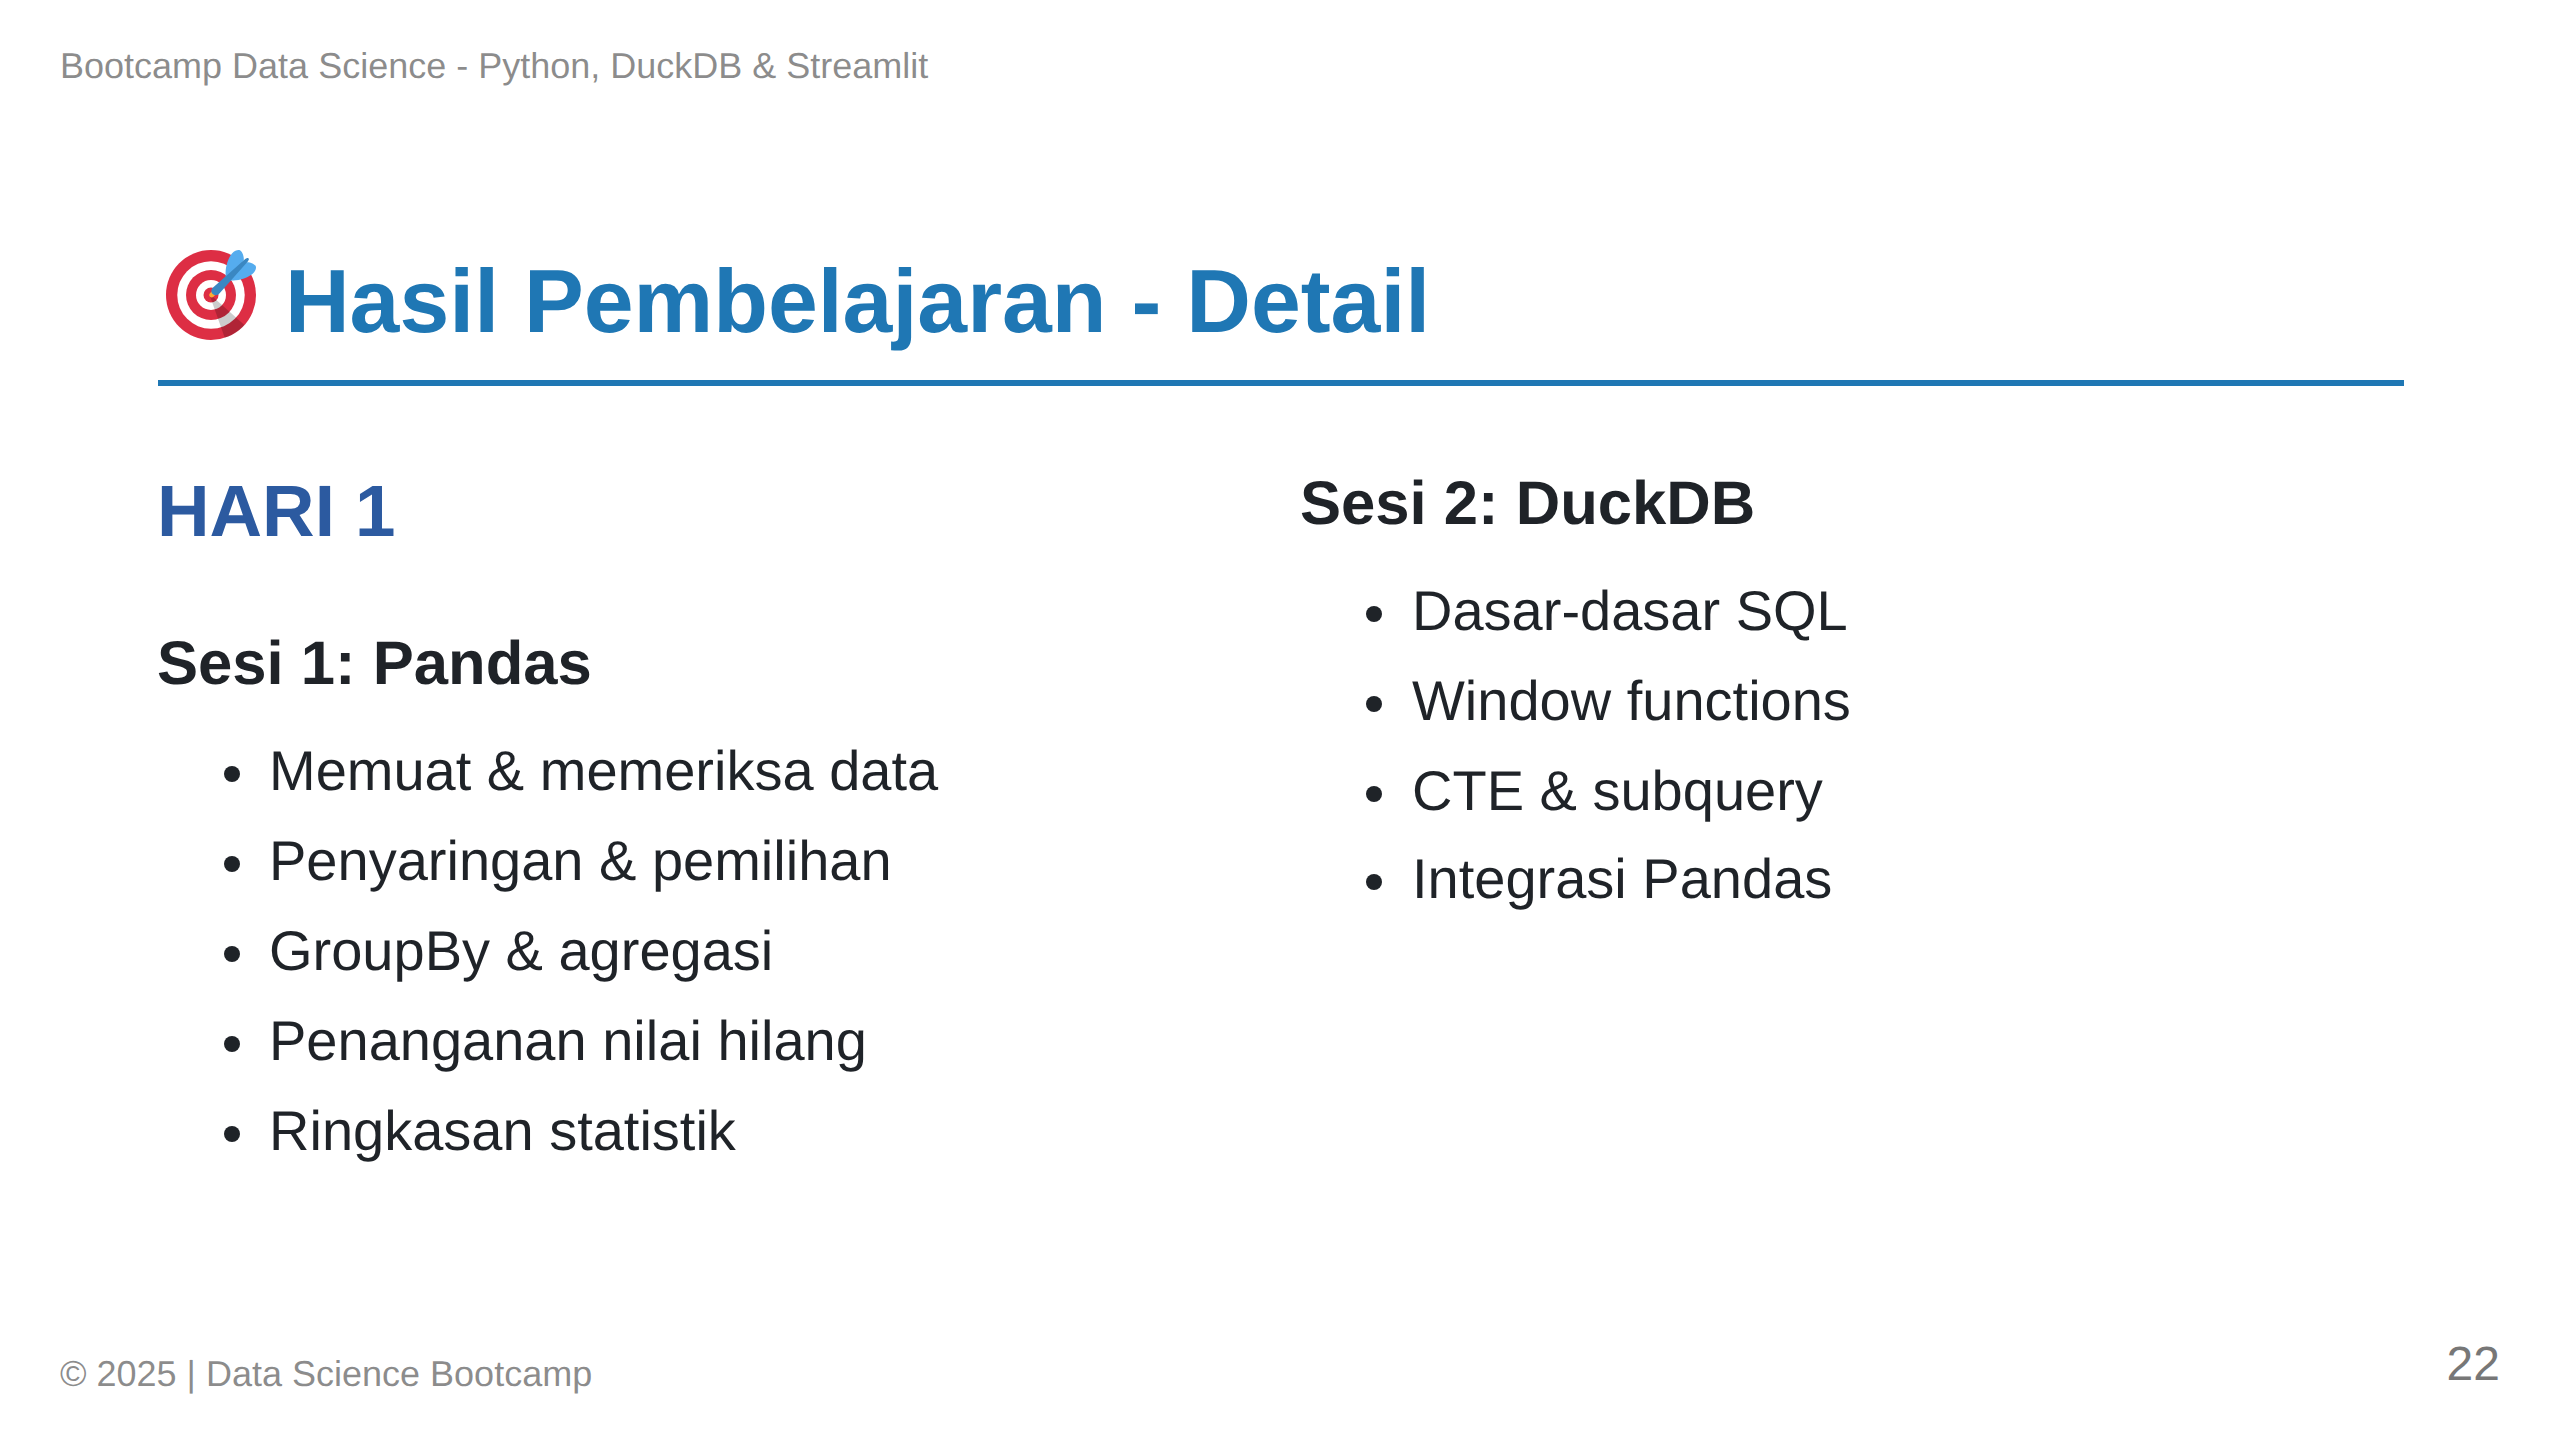 Bootcamp Data Science - Python, DuckDB & Streamlit
🎯 Hasil Pembelajaran - Detail
HARI 1
Sesi 1: Pandas
• Memuat & memeriksa data
• Penyaringan & pemilihan
• GroupBy & agregasi
• Penanganan nilai hilang
• Ringkasan statistik
Sesi 2: DuckDB
• Dasar-dasar SQL
• Window functions
• CTE & subquery
• Integrasi Pandas
© 2025 | Data Science Bootcamp
22